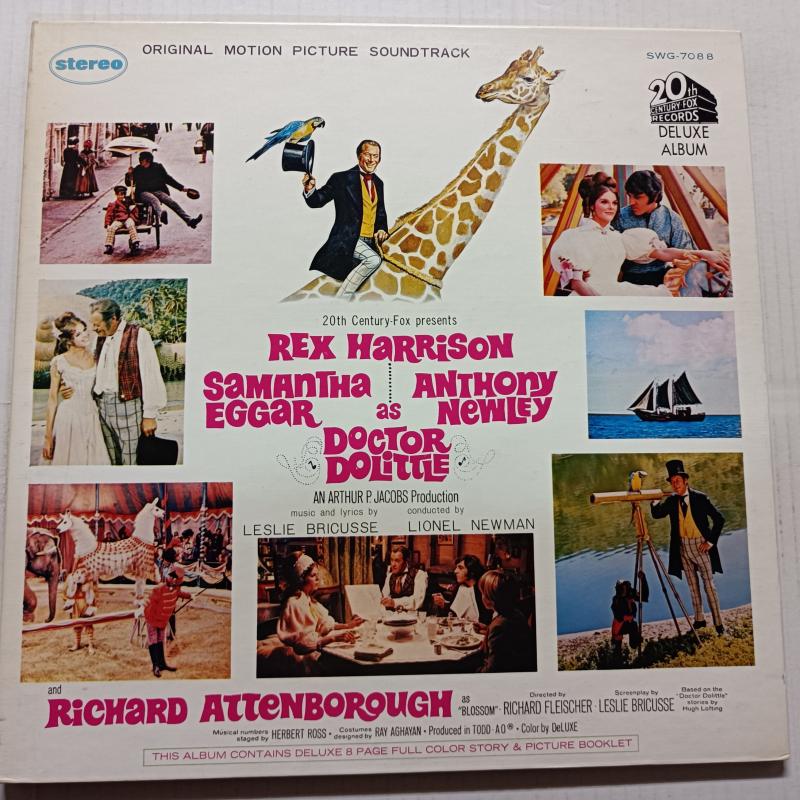 stereo
ORIGINAL MOTION PICTURE SOUNDTRACK
SWG-7088
20th
CENTURY FOX
RECORDS
DELUXE
ALBUM
20th Century-Fox presents
REX HARRISON
SAMANTHA EGGAR
ANTHONY NEWLEY
as
DOCTOR
DOLITTLE
AN ARTHUR P. JACOBS Production
music and lyrics by
LESLIE BRICUSSE
conducted by
LIONEL NEWMAN
and
RICHARD ATTENBOROUGH
as
"BLOSSOM" · Directed by RICHARD FLEISCHER · Screenplay by LESLIE BRICUSSE
Based on the
"Doctor Dolittle"
stories by
Hugh Lofting
Musical numbers staged by HERBERT ROSS · Costumes designed by RAY AGHAYAN · Produced in TODD-AO® · Color by DeLUXE
THIS ALBUM CONTAINS DELUXE 8 PAGE FULL COLOR STORY & PICTURE BOOKLET